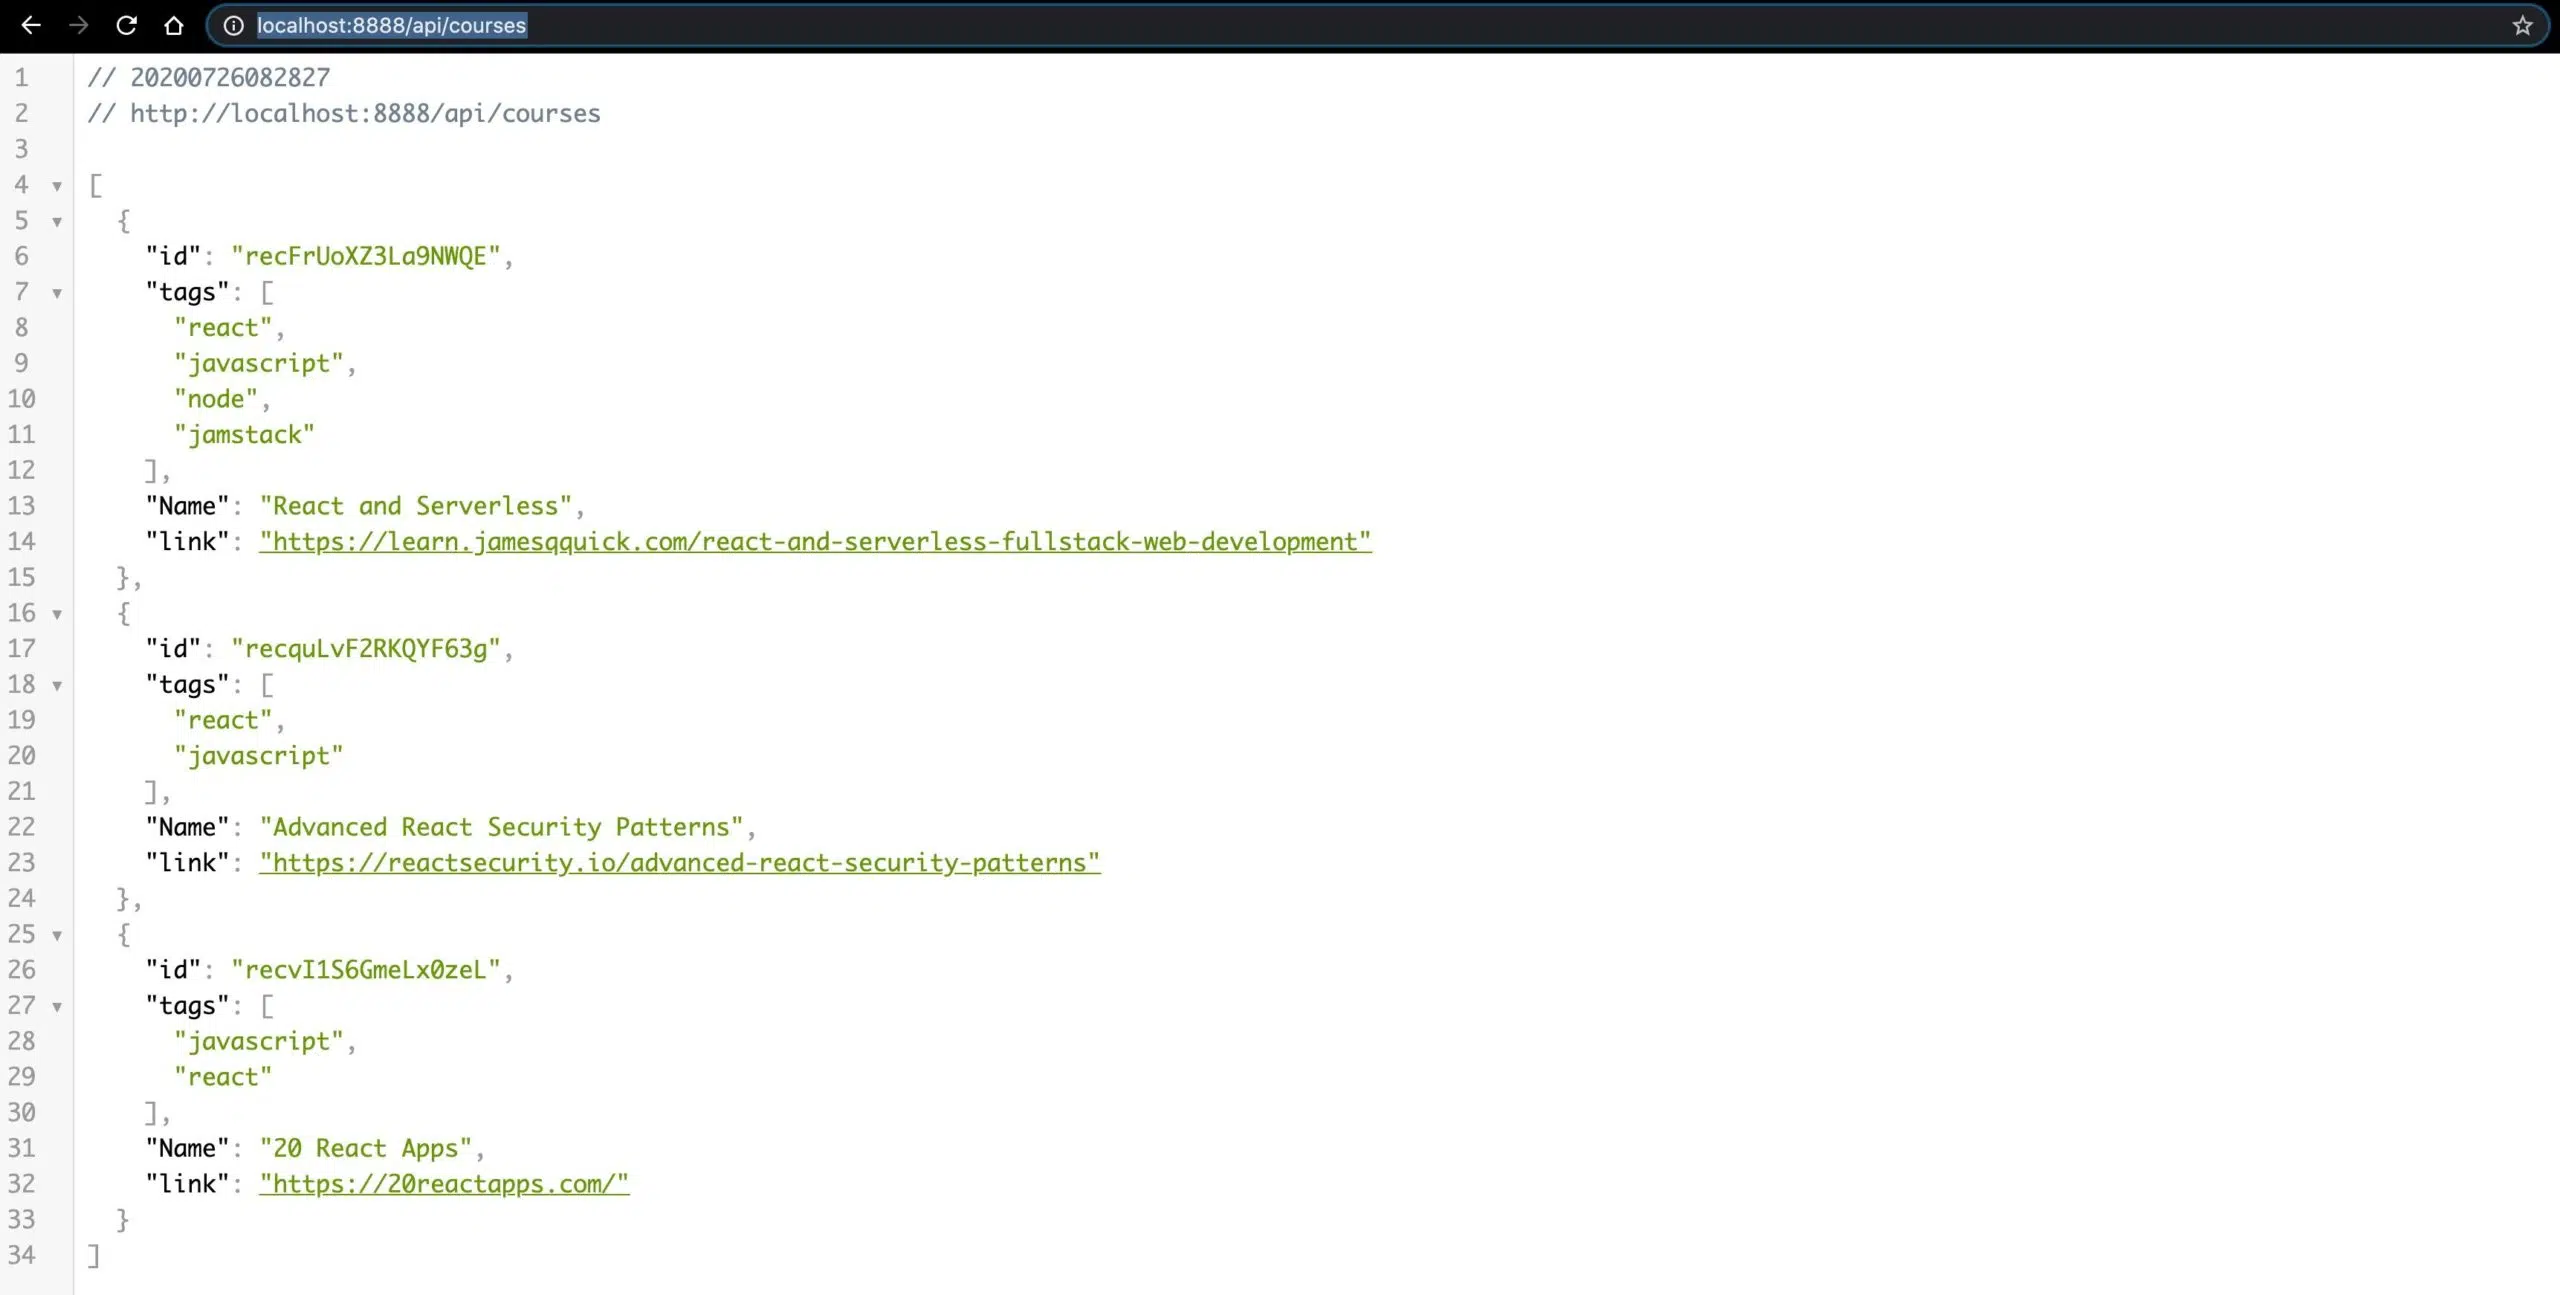 localhost:8888/api/courses
1 // 20200726082827
2 // http://localhost:8888/api/courses
3
4 [
5 {
6 "id": "recFrUoXZ3La9NWQE",
7 "tags": [
8 "react",
9 "javascript",
10 "node",
11 "jamstack"
12 ],
13 "Name": "React and Serverless",
14 "link": "https://learn.jamesqquick.com/react-and-serverless-fullstack-web-development"
15 },
16 {
17 "id": "recquLvF2RKQYF63g",
18 "tags": [
19 "react",
20 "javascript"
21 ],
22 "Name": "Advanced React Security Patterns",
23 "link": "https://reactsecurity.io/advanced-react-security-patterns"
24 },
25 {
26 "id": "recvI1S6GmeLx0zeL",
27 "tags": [
28 "javascript",
29 "react"
30 ],
31 "Name": "20 React Apps",
32 "link": "https://20reactapps.com/"
33 }
34 ]